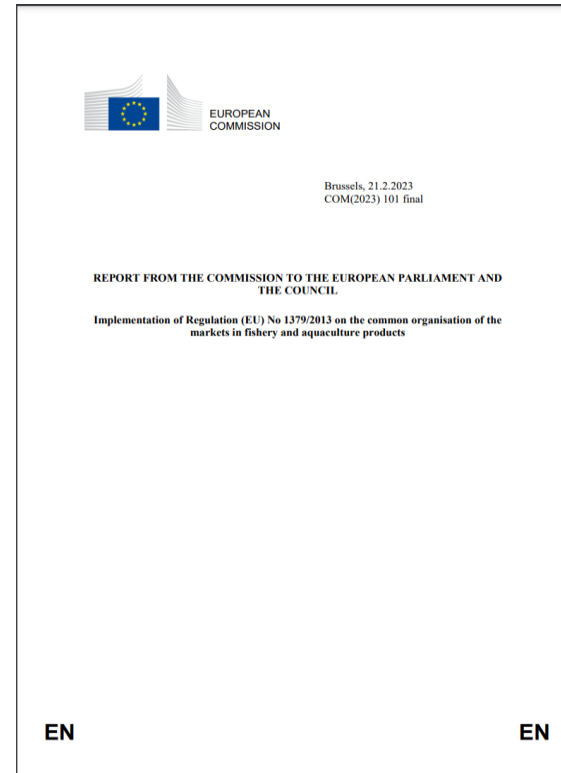 EUROPEAN
COMMISSION
Brussels, 21.2.2023
COM(2023) 101 final
REPORT FROM THE COMMISSION TO THE EUROPEAN PARLIAMENT AND
THE COUNCIL
Implementation of Regulation (EU) No 1379/2013 on the common organisation of the
markets in fishery and aquaculture products
EN EN